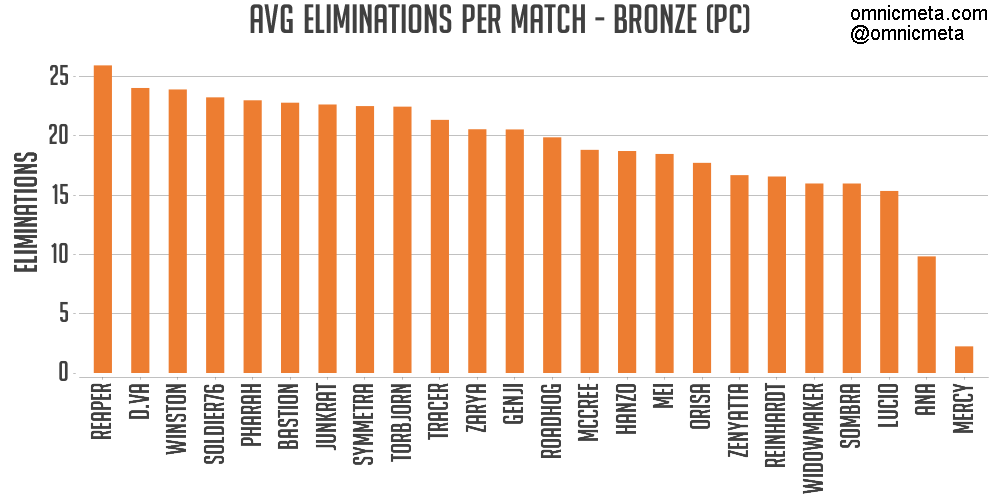 AVG ELIMINATIONS PER MATCH - BRONZE (PC)
omnicmeta.com
@omnicmeta
ELIMINATIONS
25
20
15
10
5
0
REAPER
D.VA
WINSTON
SOLDIER76
PHARAH
BASTION
JUNKRAT
SYMMETRA
TORBJORN
TRACER
ZARYA
GENJI
ROADHOG
MCCREE
HANZO
MEI
ORISA
ZENYATTA
REINHARDT
WIDOWMAKER
SOMBRA
LUCIO
ANA
MERCY